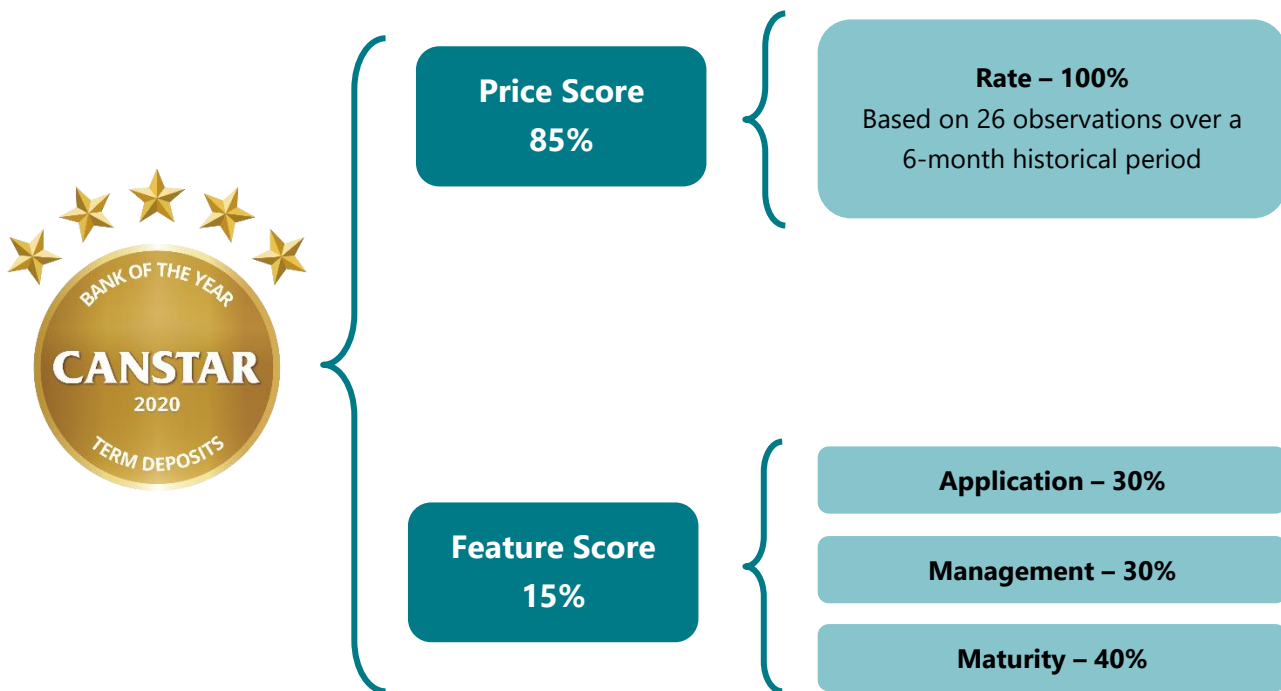 BANK OF THE YEAR
CANSTAR
2020
TERM DEPOSITS
Price Score
85%
Rate – 100%
Based on 26 observations over a
6-month historical period
Feature Score
15%
Application – 30%
Management – 30%
Maturity – 40%